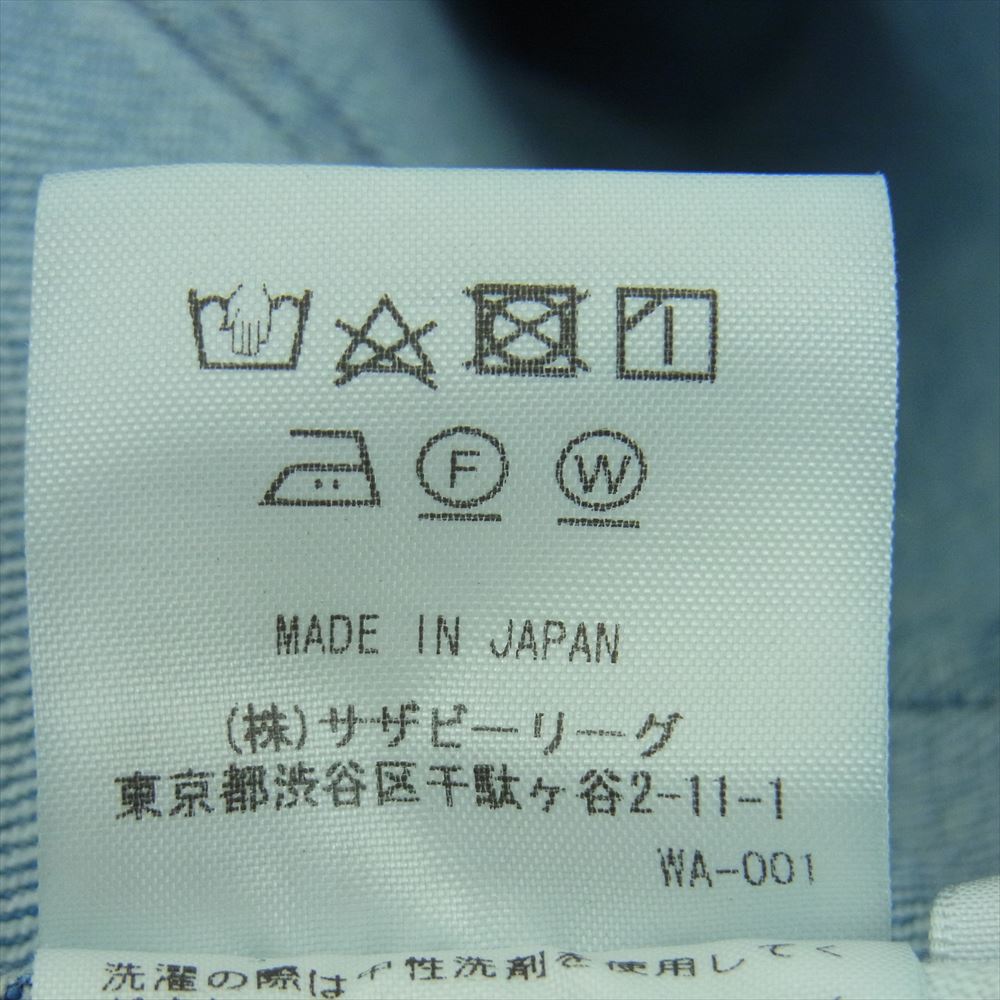 F W
MADE IN JAPAN
(株)サザビーリーグ
東京都渋谷区千駄ヶ谷2-11-1
WA-001
洗濯の際は中性洗剤を使用してく